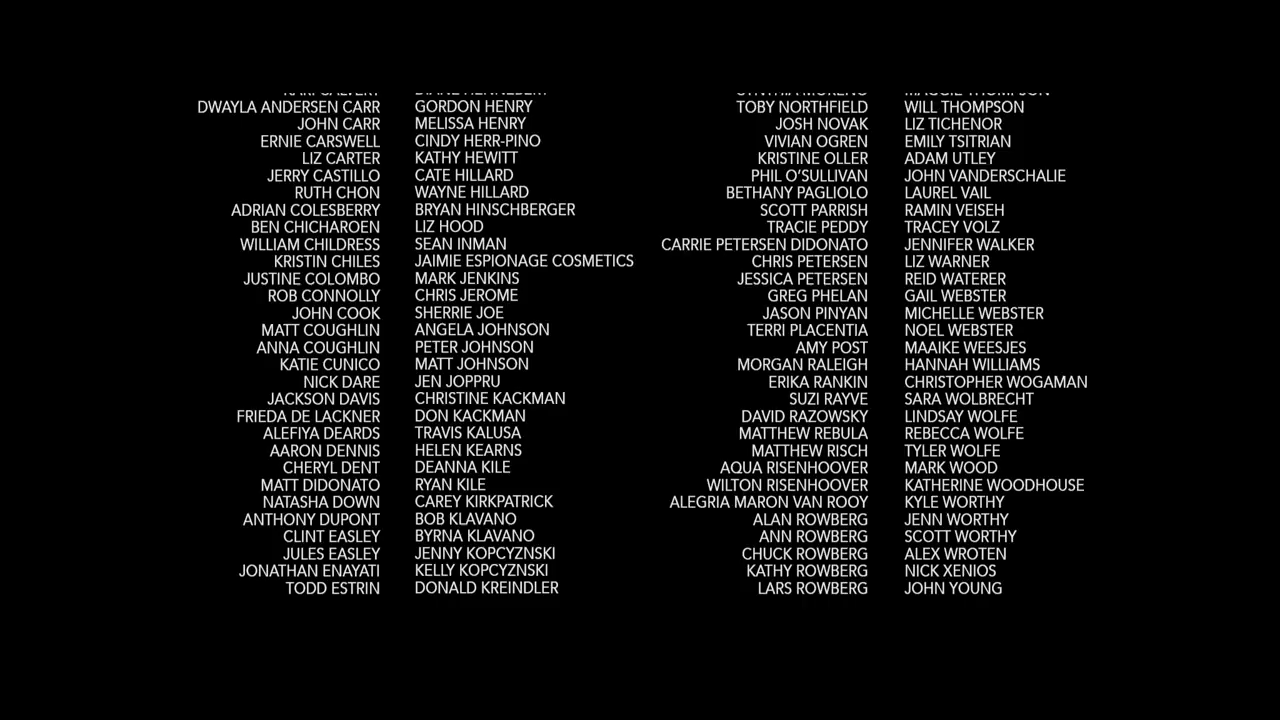 DWAYLA ANDERSEN CARR
JOHN CARR
ERNIE CARSWELL
LIZ CARTER
JERRY CASTILLO
RUTH CHON
ADRIAN COLESBERRY
BEN CHICHAROEN
WILLIAM CHILDRESS
KRISTIN CHILES
JUSTINE COLOMBO
ROB CONNOLLY
JOHN COOK
MATT COUGHLIN
ANNA COUGHLIN
KATIE CUNICO
NICK DARE
JACKSON DAVIS
FRIEDA DE LACKNER
ALEFIYA DEARDS
AARON DENNIS
CHERYL DENT
MATT DIDONATO
NATASHA DOWN
ANTHONY DUPONT
CLINT EASLEY
JULES EASLEY
JONATHAN ENAYATI
TODD ESTRIN
GORDON HENRY
MELISSA HENRY
CINDY HERR-PINO
KATHY HEWITT
CATE HILLARD
WAYNE HILLARD
BRYAN HINSCHBERGER
LIZ HOOD
SEAN INMAN
JAIMIE ESPIONAGE COSMETICS
MARK JENKINS
CHRIS JEROME
SHERRIE JOE
ANGELA JOHNSON
PETER JOHNSON
MATT JOHNSON
JEN JOPPRU
CHRISTINE KACKMAN
DON KACKMAN
TRAVIS KALUSA
HELEN KEARNS
DEANNA KILE
RYAN KILE
CAREY KIRKPATRICK
BOB KLAVANO
BYRNA KLAVANO
JENNY KOPCYZNSKI
KELLY KOPCYZNSKI
DONALD KREINDLER
TOBY NORTHFIELD
JOSH NOVAK
VIVIAN OGREN
KRISTINE OLLER
PHIL O’SULLIVAN
BETHANY PAGLIOLO
SCOTT PARRISH
TRACIE PEDDY
CARRIE PETERSEN DIDONATO
CHRIS PETERSEN
JESSICA PETERSEN
GREG PHELAN
JASON PINYAN
TERRI PLACENTIA
AMY POST
MORGAN RALEIGH
ERIKA RANKIN
SUZI RAYVE
DAVID RAZOWSKY
MATTHEW REBULA
MATTHEW RISCH
AQUA RISENHOOVER
WILTON RISENHOOVER
ALEGRIA MARON VAN ROOY
ALAN ROWBERG
ANN ROWBERG
CHUCK ROWBERG
KATHY ROWBERG
LARS ROWBERG
MAGGIE THOMPSON
WILL THOMPSON
LIZ TICHENOR
EMILY TSITRIAN
ADAM UTLEY
JOHN VANDERSCHALIE
LAUREL VAIL
RAMIN VEISEH
TRACEY VOLZ
JENNIFER WALKER
LIZ WARNER
REID WATERER
GAIL WEBSTER
MICHELLE WEBSTER
NOEL WEBSTER
MAAIKE WEESJES
HANNAH WILLIAMS
CHRISTOPHER WOGAMAN
SARA WOLBRECHT
LINDSAY WOLFE
REBECCA WOLFE
TYLER WOLFE
MARK WOOD
KATHERINE WOODHOUSE
KYLE WORTHY
JENN WORTHY
SCOTT WORTHY
ALEX WROTEN
NICK XENIOS
JOHN YOUNG